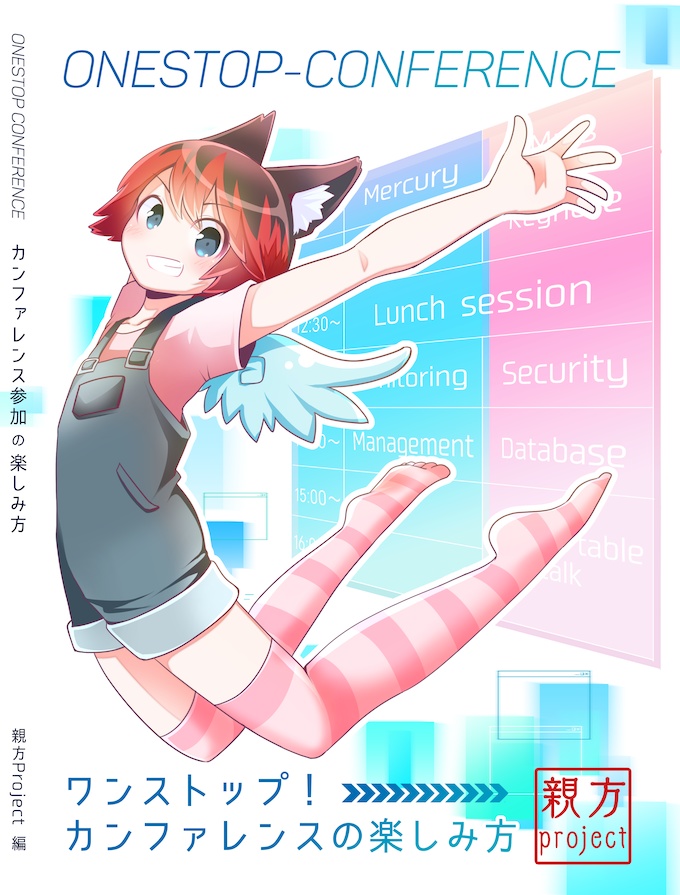 ONESTOP CONFERENCE カンファレンス参加の楽しみ方
親方Project 編
ONESTOP-CONFERENCE
Mercury
Lunch session
12:30～
Security
Management
Database
15:00～
table
talk
ワンストップ！
カンファレンスの楽しみ方
親方
project